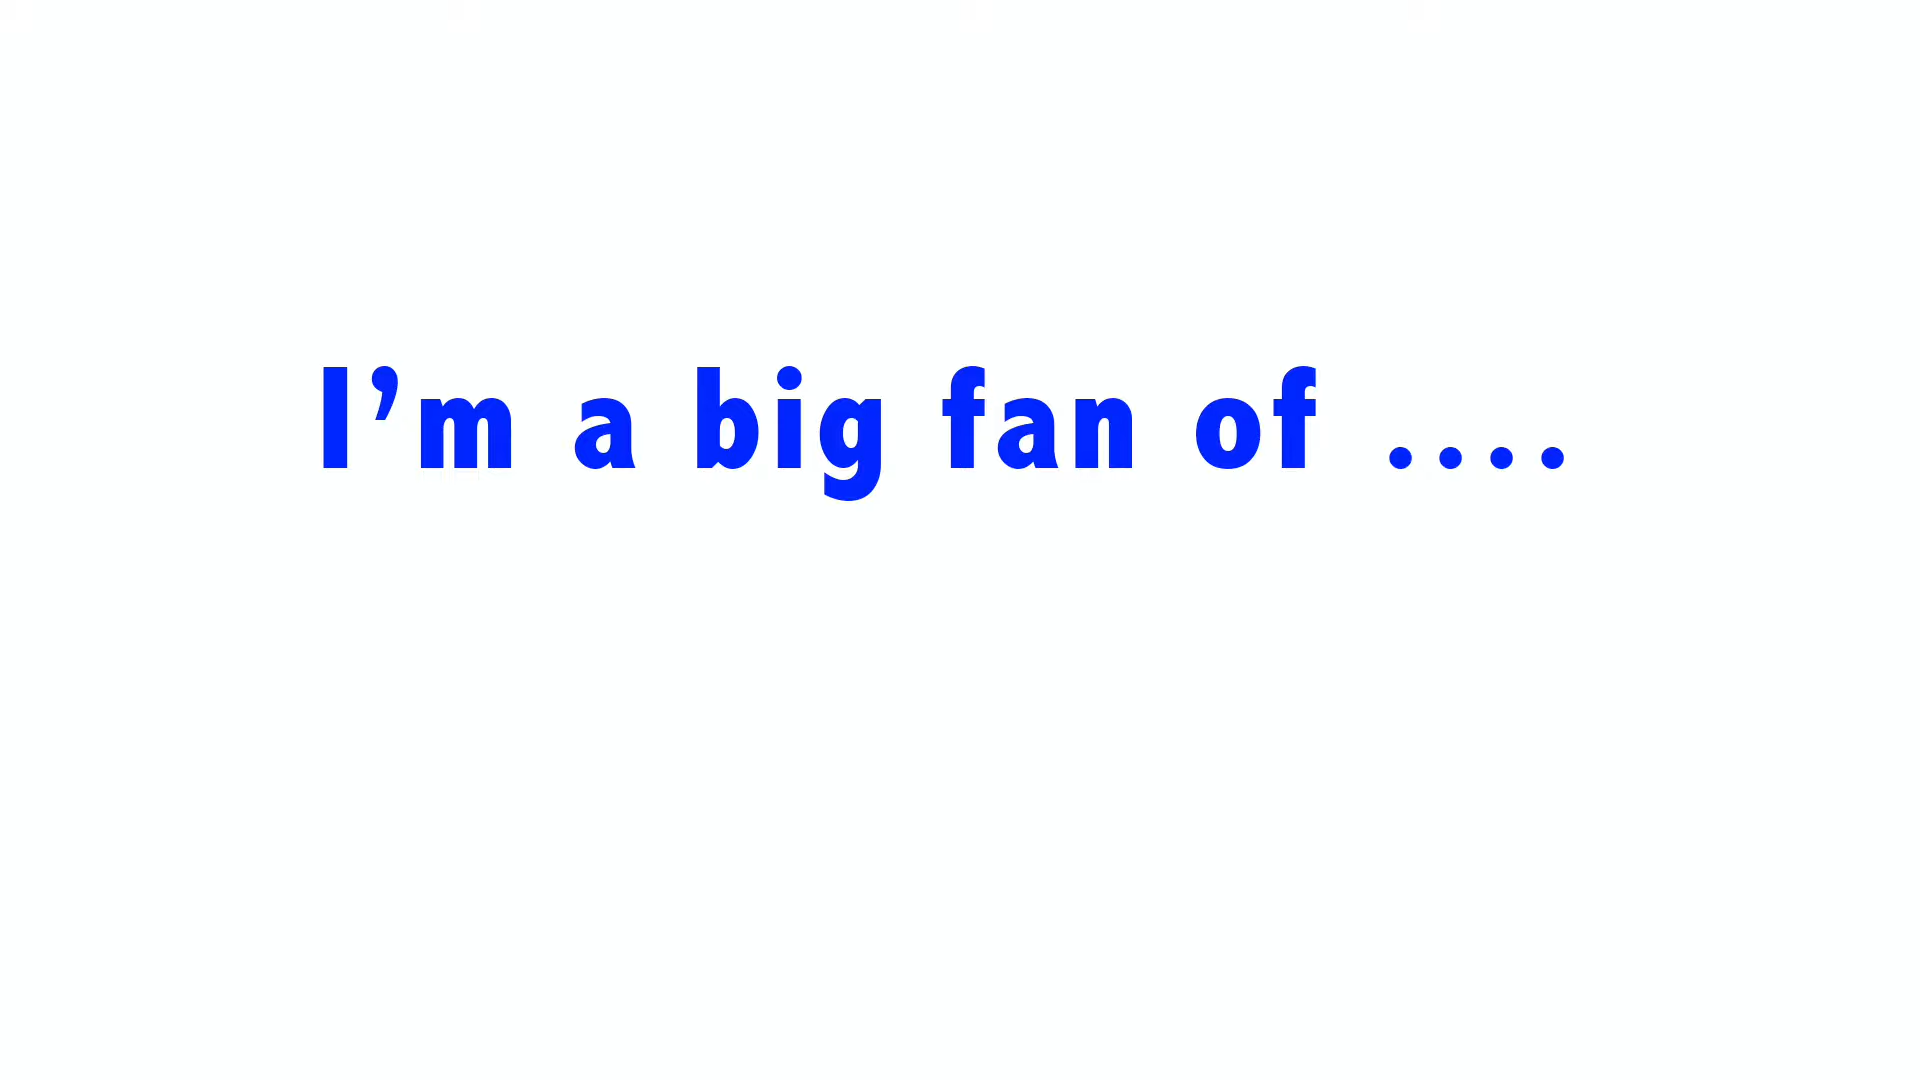 I’m a big fan of ....